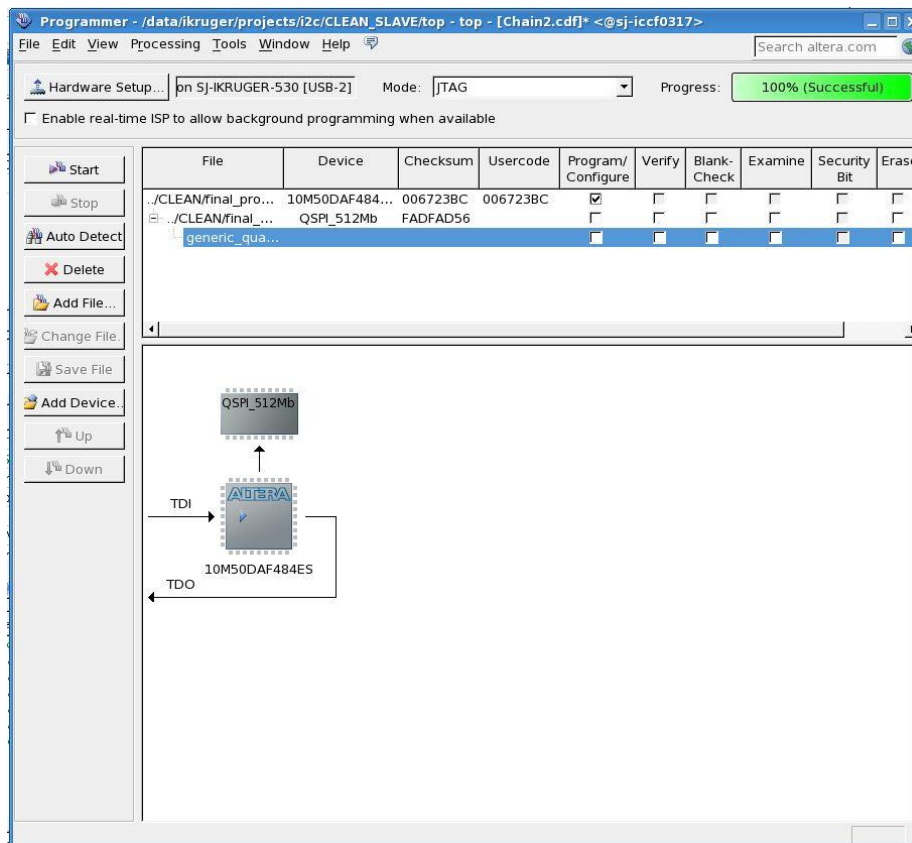 Programmer - /data/ikruger/projects/i2c/CLEAN_SLAVE/top - top - [Chain2.cdf]* <@sj-iccf0317>
File Edit View Processing Tools Window Help
Search altera.com
Hardware Setup... on SJ-IKRUGER-530 [USB-2] Mode: JTAG Progress: 100% (Successful)
Enable real-time ISP to allow background programming when available
Start
Stop
Auto Detect
Delete
Add File...
Change File.
Save File
Add Device.
Up
Down
File Device Checksum Usercode Program/ Verify Blank- Examine Security Eras
Configure Check Bit
../CLEAN/final_pro... 10M50DAF484... 006723BC 006723BC
../CLEAN/final_... QSPI_512Mb FADFAD56
generic_qua...
QSPI_512Mb
ALTERA
TDI
10M50DAF484ES
TDO